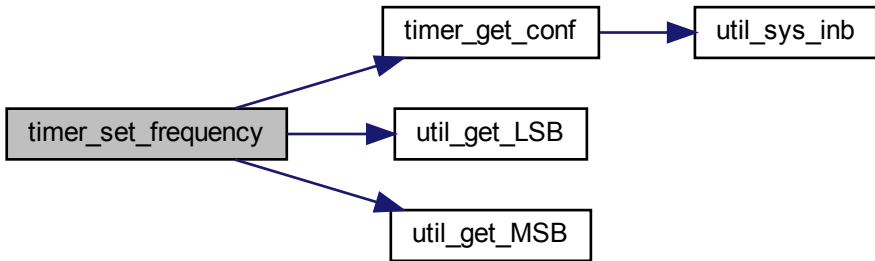 timer_get_conf
util_sys_inb
timer_set_frequency
util_get_LSB
util_get_MSB